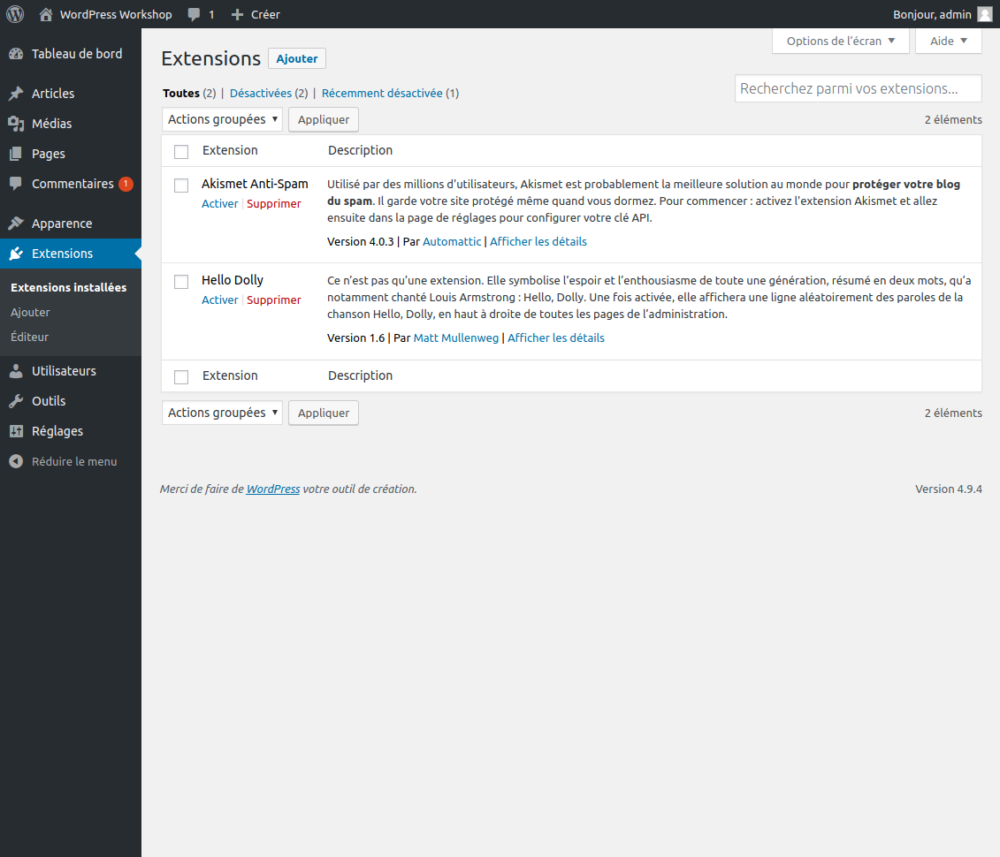 WordPress Workshop 1 Créer Bonjour, admin
Options de l’écran ▼ Aide ▼
Tableau de bord
Articles
Médias
Pages
Commentaires 1
Apparence
Extensions
Extensions installées
Ajouter
Éditeur
Utilisateurs
Outils
Réglages
Réduire le menu
Extensions Ajouter
Toutes (2) | Désactivées (2) | Récemment désactivée (1)
Recherchez parmi vos extensions...
Actions groupées ▼ Appliquer 2 éléments
Extension Description
Akismet Anti-Spam
Activer | Supprimer
Utilisé par des millions d'utilisateurs, Akismet est probablement la meilleure solution au monde pour protéger votre blog
du spam. Il garde votre site protégé même quand vous dormez. Pour commencer : activez l'extension Akismet et allez
ensuite dans la page de réglages pour configurer votre clé API.
Version 4.0.3 | Par Automattic | Afficher les détails
Hello Dolly
Activer | Supprimer
Ce n’est pas qu’une extension. Elle symbolise l’espoir et l’enthousiasme de toute une génération, résumé en deux mots, qu’a
notamment chanté Louis Armstrong : Hello, Dolly. Une fois activée, elle affichera une ligne aléatoirement des paroles de la
chanson Hello, Dolly, en haut à droite de toutes les pages de l’administration.
Version 1.6 | Par Matt Mullenweg | Afficher les détails
Extension Description
Actions groupées ▼ Appliquer 2 éléments
Merci de faire de WordPress votre outil de création. Version 4.9.4